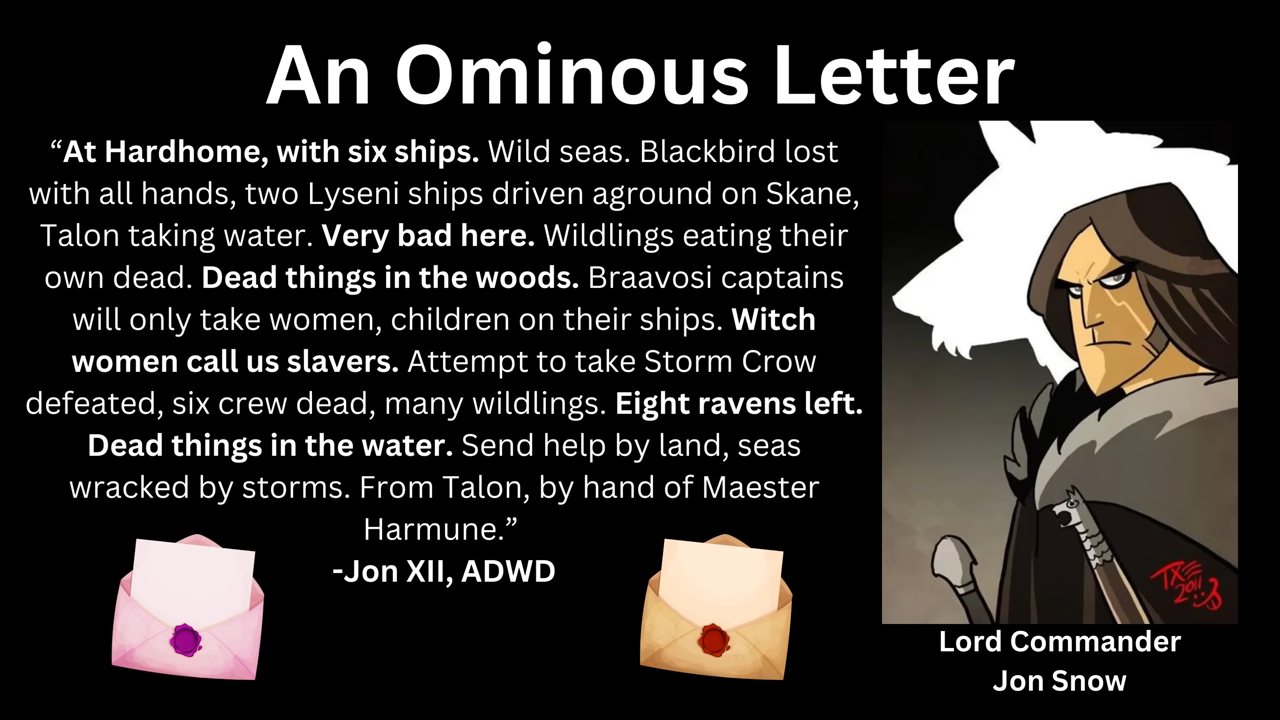 An Ominous Letter
“At Hardhome, with six ships. Wild seas. Blackbird lost
with all hands, two Lyseni ships driven aground on Skane,
Talon taking water. Very bad here. Wildlings eating their
own dead. Dead things in the woods. Braavosi captains
will only take women, children on their ships. Witch
women call us slavers. Attempt to take Storm Crow
defeated, six crew dead, many wildlings. Eight ravens left.
Dead things in the water. Send help by land, seas
wracked by storms. From Talon, by hand of Maester
Harmune.”
-Jon XII, ADWD
TXE
2011
Lord Commander
Jon Snow